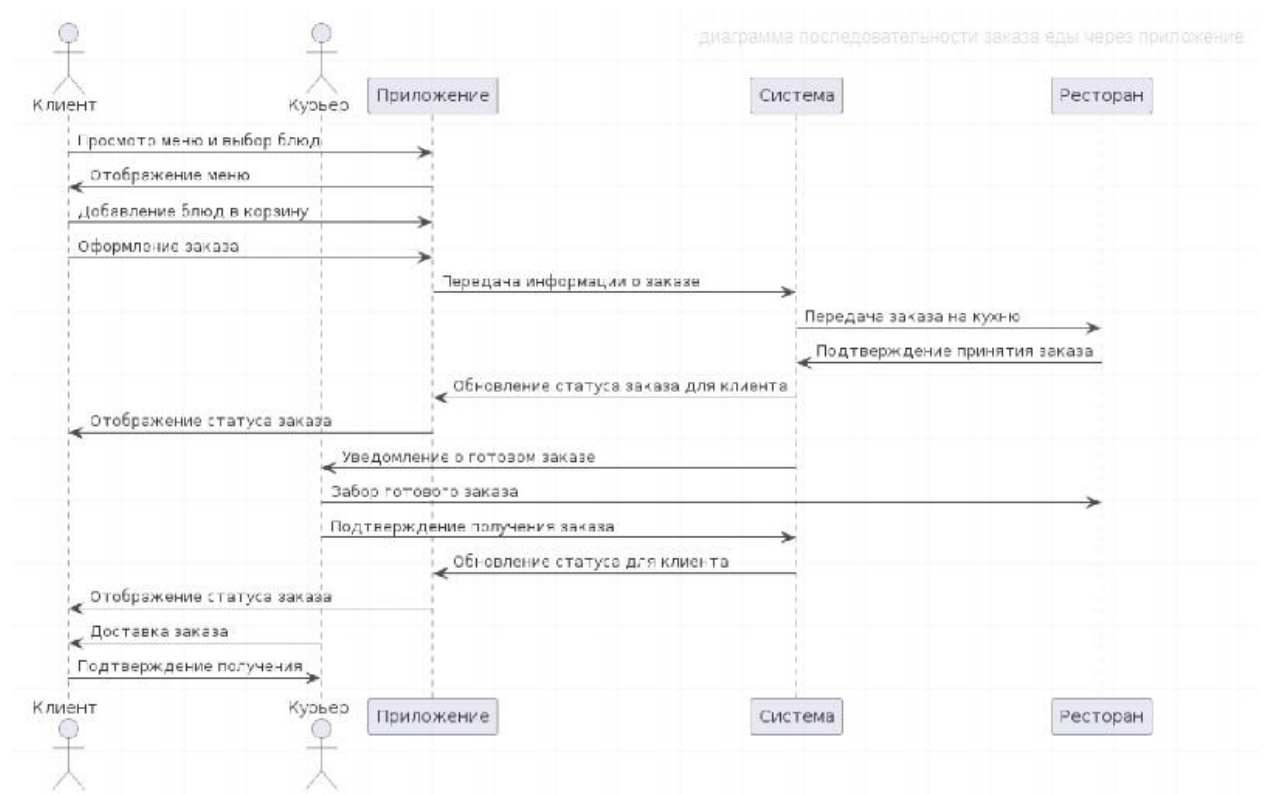 диаграмма последовательности заказа еды через приложение
Клиент
Курьер
Приложение
Система
Ресторан
Просмотр меню и выбор блюд
Отображение меню
Добавление блюд в корзину
Оформление заказа
Передача информации о заказе
Передача заказа на кухню
Подтверждение принятия заказа
Обновление статуса заказа для клиента
Отображение статуса заказа
Уведомление о готовом заказе
Забор готового заказа
Подтверждение получения заказа
Обновление статуса для клиента
Отображение статуса заказа
Доставка заказа
Подтверждение получения
Клиент
Курьер
Приложение
Система
Ресторан